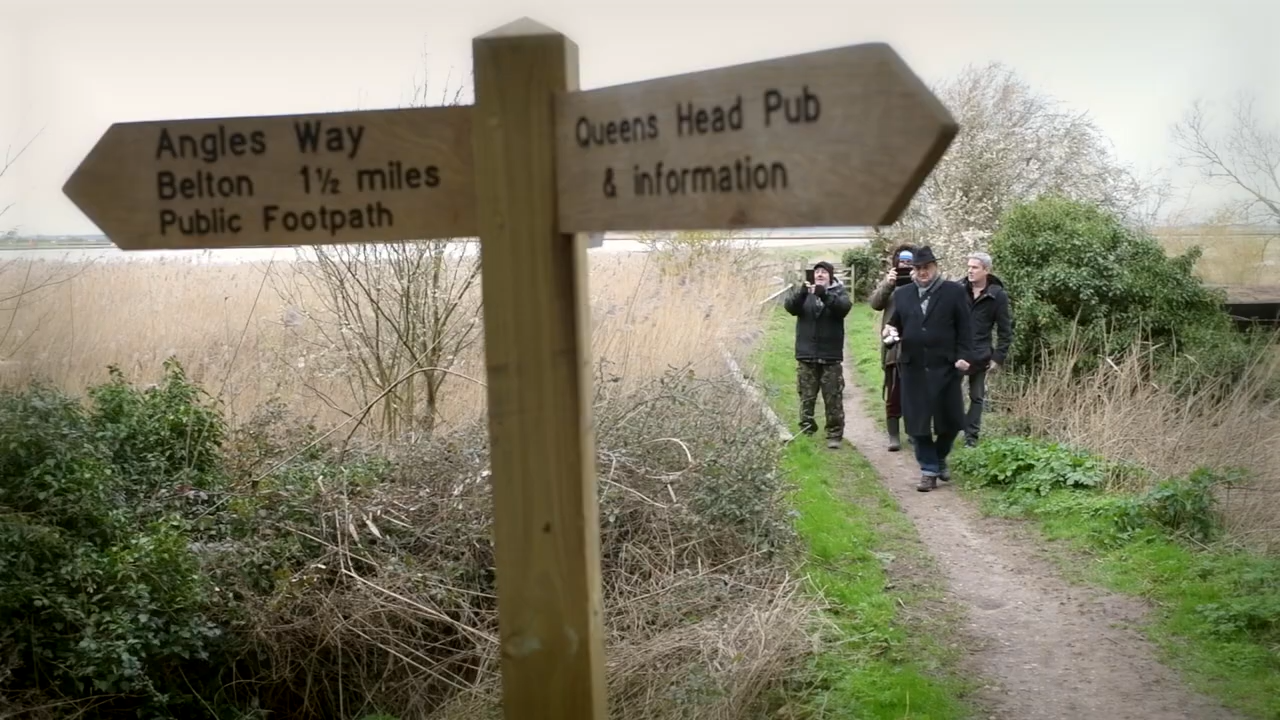 Angles Way
Belton 1½ miles
Public Footpath
Queens Head Pub
& information